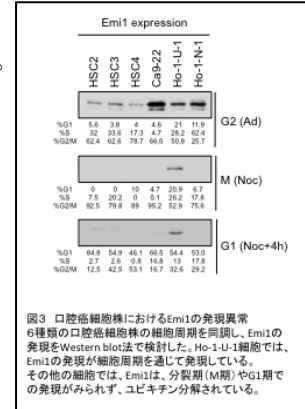 Emi1 expression
HSC2 HSC3 HSC4 Ca9-22 Ho-1-U-1 Ho-1-N-1
G2 (Ad)
%G1 5.6 3.8 4 4.6 21 11.9
%S 32 33.6 17.3 4.7 28.2 62.4
%G2/M 62.4 62.6 78.7 66.5 50.8 25.7
M (Noc)
%G1 0 0 10 4.7 20.9 6.7
%S 7.5 20.2 0 0.1 26.2 17.8
%G2/M 92.5 79.8 89 95.2 52.9 75.6
G1 (Noc+4h)
%G1 84.8 54.9 46.1 66.5 54.4 53.0
%S 2.7 2.6 0.8 16.8 13 17.8
%G2/M 12.5 42.5 53.1 16.7 32.6 29.2
図3 口腔癌細胞株におけるEmi1の発現異常
6種類の口腔癌細胞株の細胞周期を同調し、Emi1の
発現をWestern blot法で検討した。Ho-1-U-1細胞では、
Emi1の発現が細胞周期を通じて発現している。
その他の細胞では、Emi1は、分裂期(M期)やG1期で
の発現がみられず、ユビキチン分解されている。